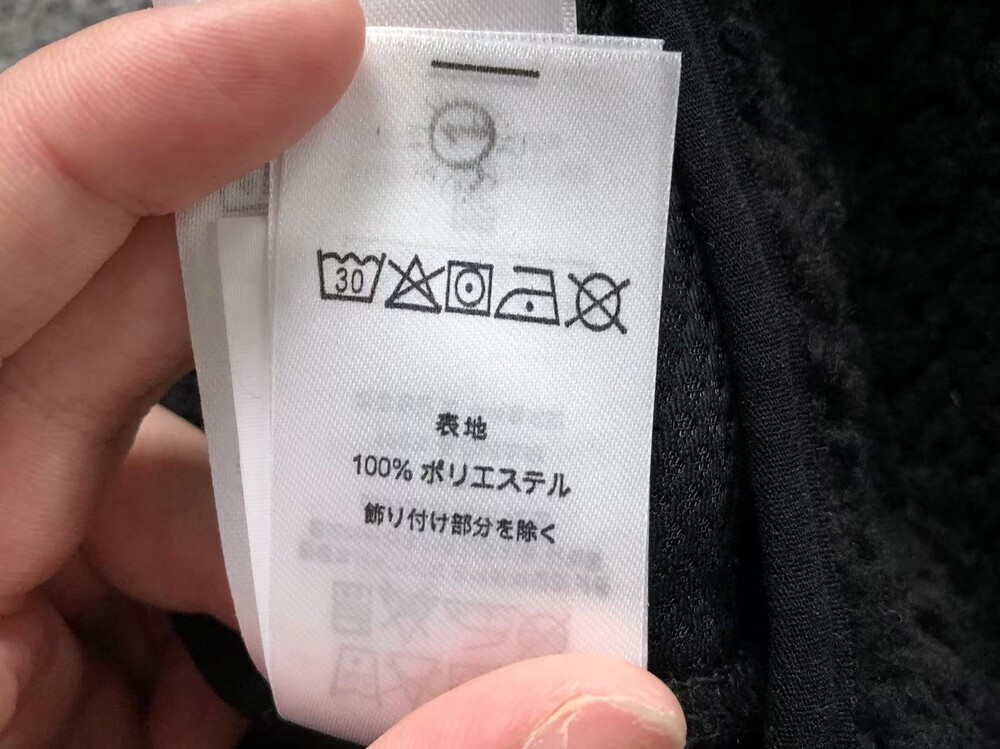 30
表地
100% ポリエステル
飾り付け部分を除く